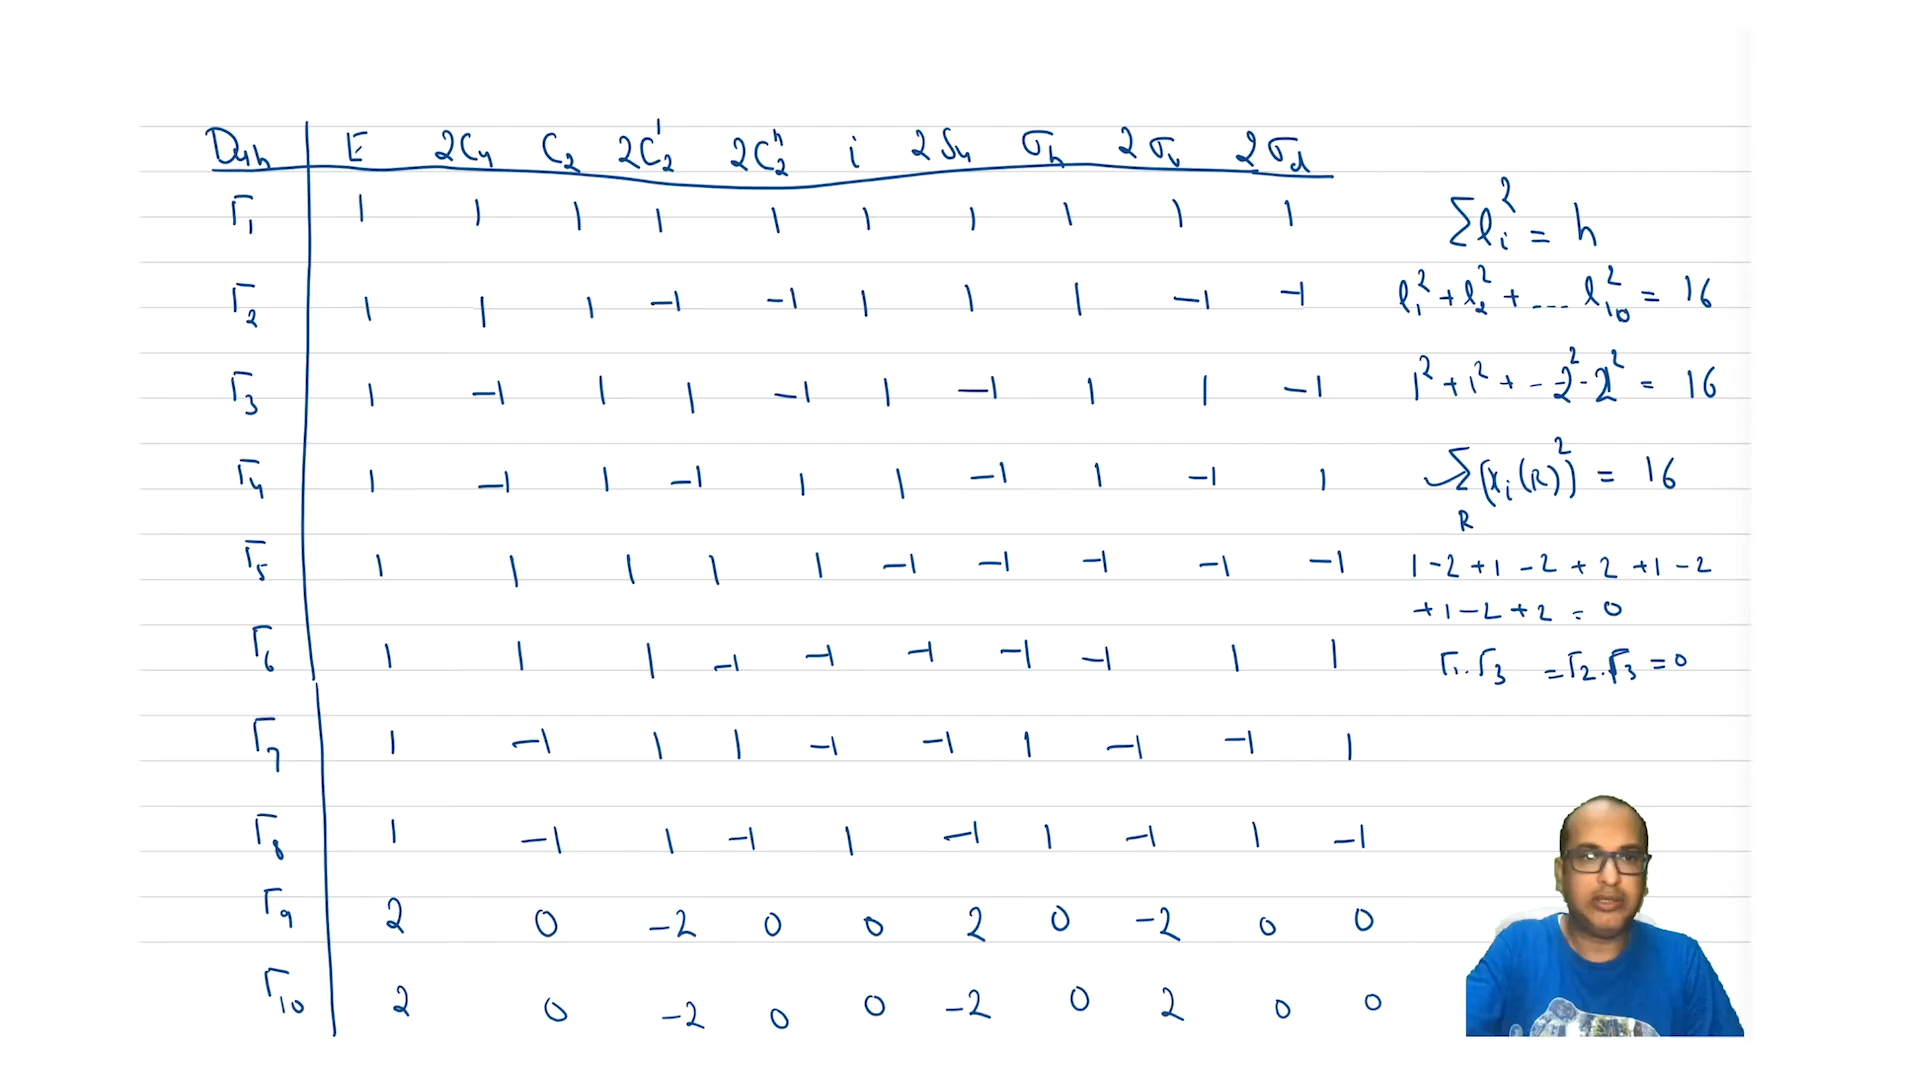 D4h E 2C4 C2 2C2' 2C2" i 2S4 σh 2σv 2σd
Γ1 1 1 1 1 1 1 1 1 1 1
Σli² = h
Γ2 1 1 1 -1 -1 1 1 1 -1 -1
l1² + l2² + .... l10² = 16
Γ3 1 -1 1 1 -1 1 -1 1 1 -1
1² + 1² + - 2² - 2² = 16
Γ4 1 -1 1 -1 1 1 -1 1 -1 1
Σ(χi(R)²) = 16
R
Γ5 1 1 1 1 1 -1 -1 -1 -1 -1
1 - 2 + 1 - 2 + 2 + 1 - 2
+ 1 - 2 + 2 = 0
Γ6 1 1 1 -1 -1 -1 -1 -1 1 1
Γ1.Γ3 = Γ2.Γ3 = 0
Γ7 1 -1 1 1 -1 -1 1 -1 -1 1
Γ8 1 -1 1 -1 1 -1 1 -1 1 -1
Γ9 2 0 -2 0 0 2 0 -2 0 0
Γ10 2 0 -2 0 0 -2 0 2 0 0